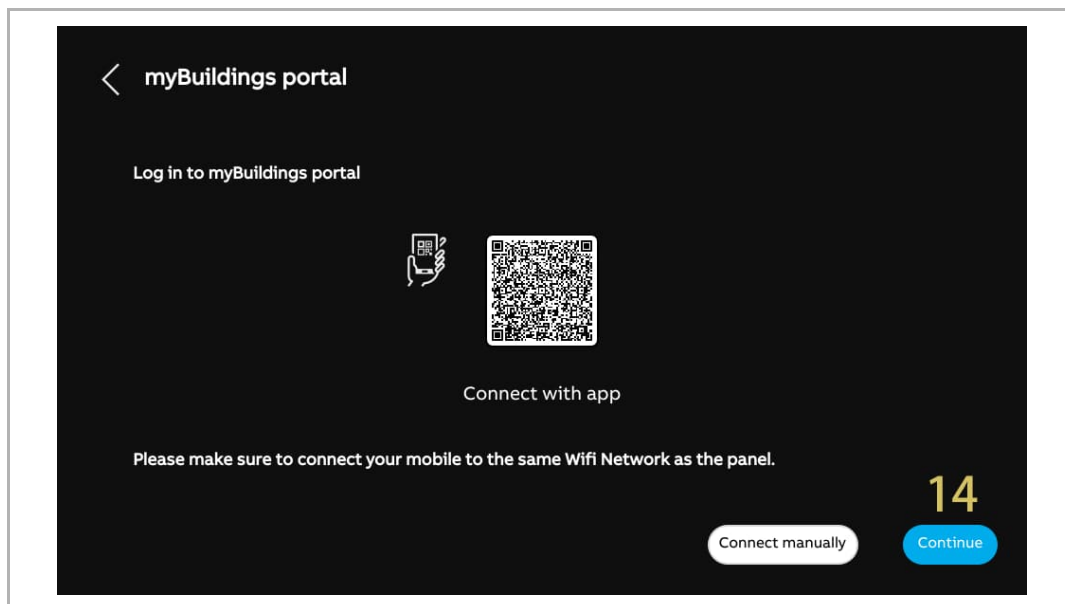 myBuildings portal
Log in to myBuildings portal
Connect with app
Please make sure to connect your mobile to the same Wifi Network as the panel.
14
Connect manually
Continue